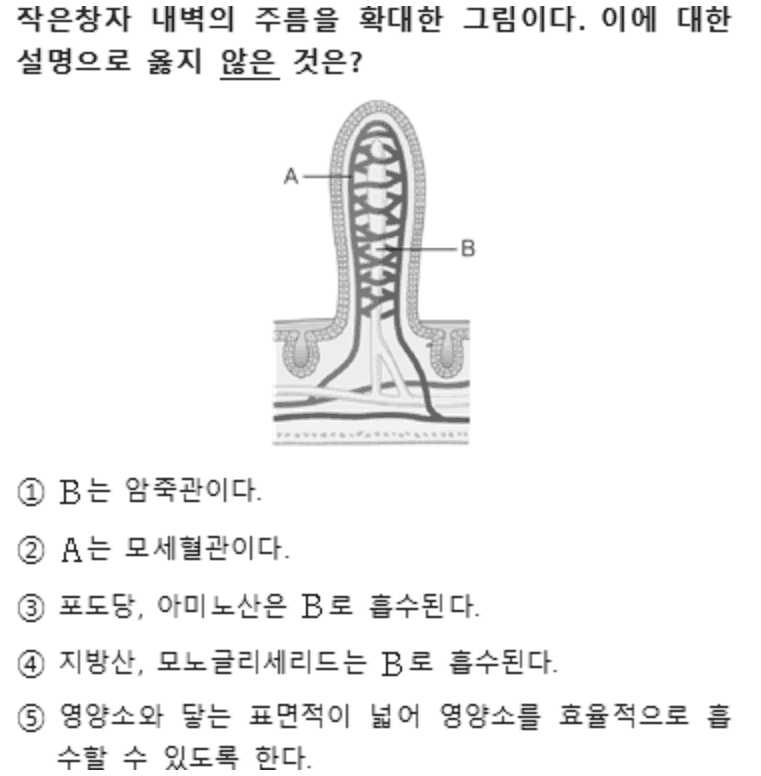 작은창자 내벽의 주름을 확대한 그림이다. 이에 대한
설명으로 옳지 않은 것은?
A
B
① B는 암죽관이다.
② A는 모세혈관이다.
③ 포도당, 아미노산은 B로 흡수된다.
④ 지방산, 모노글리세리드는 B로 흡수된다.
⑤ 영양소와 닿는 표면적이 넓어 영양소를 효율적으로 흡
수할 수 있도록 한다.